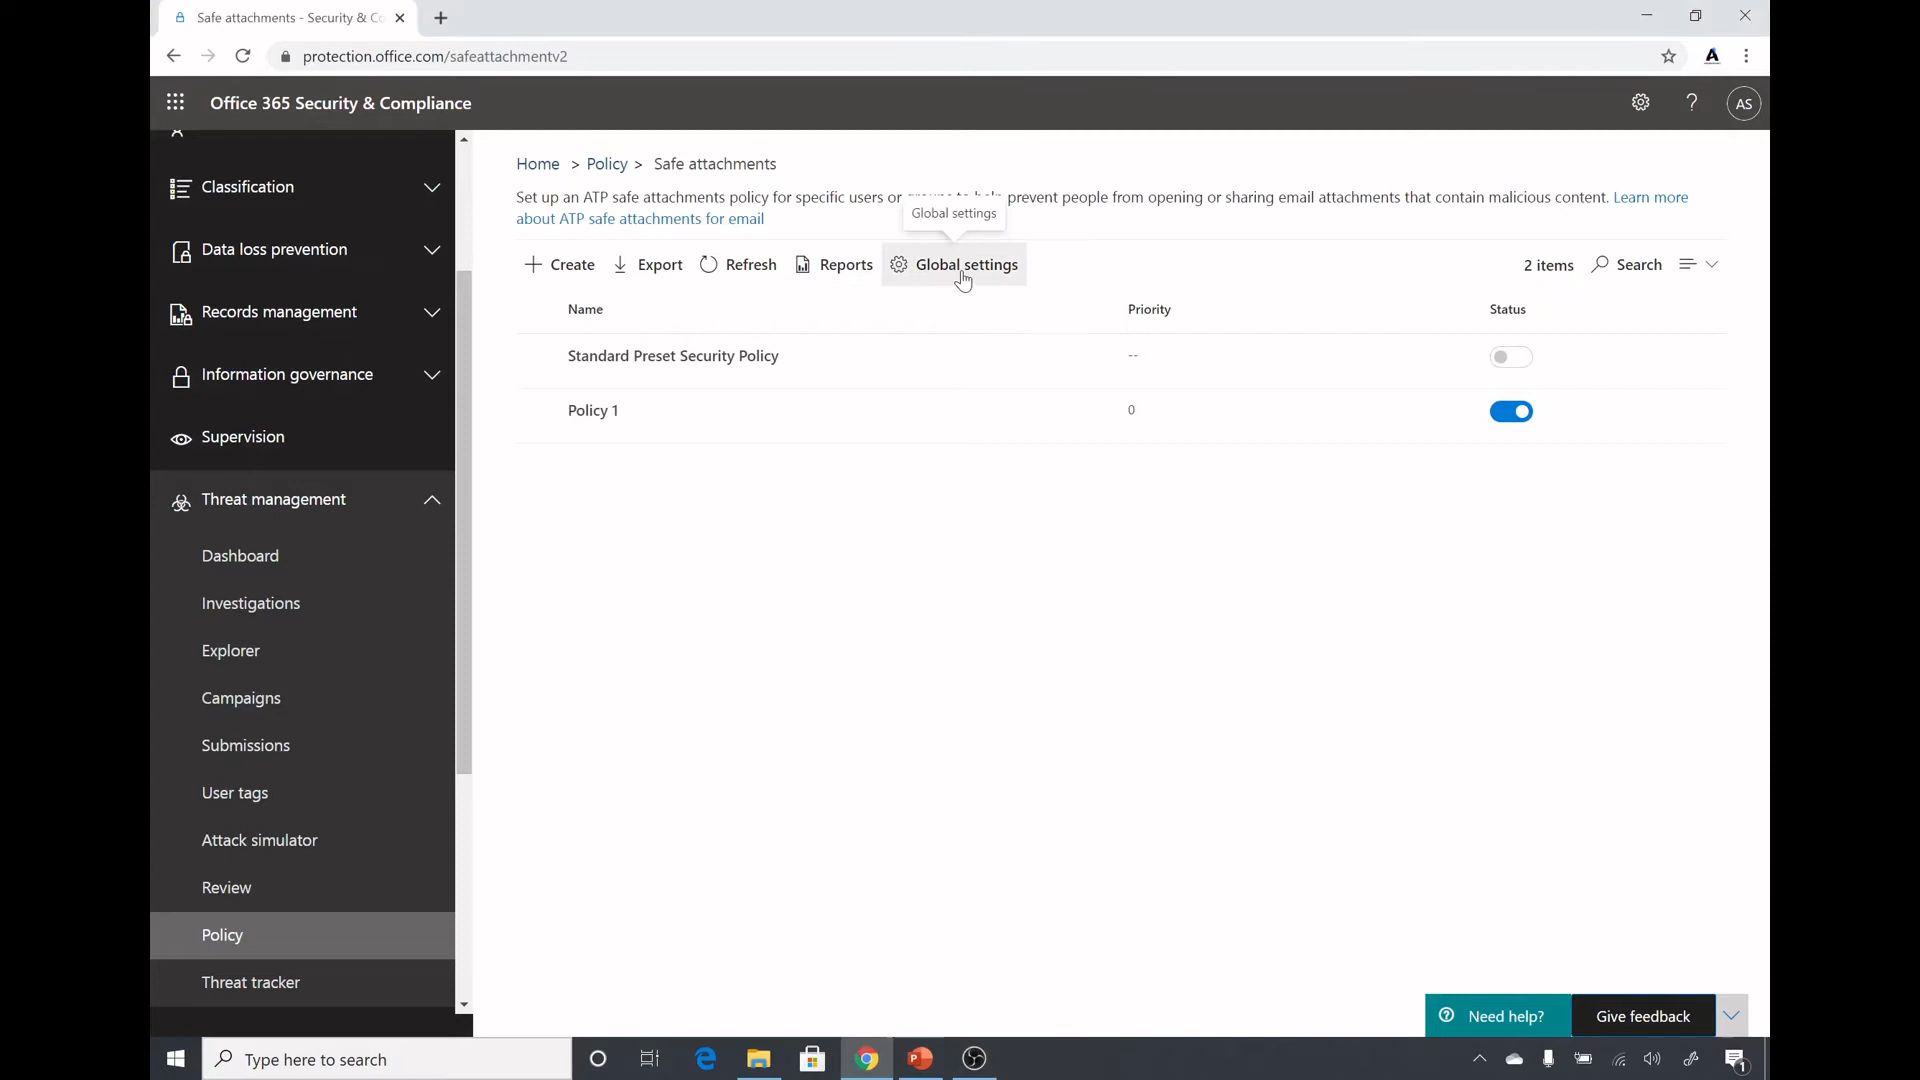 Safe attachments - Security & Co
protection.office.com/safeattachmentv2
Office 365 Security & Compliance
AS
Classification
Data loss prevention
Records management
Information governance
Supervision
Threat management
Dashboard
Investigations
Explorer
Campaigns
Submissions
User tags
Attack simulator
Review
Policy
Threat tracker
Home > Policy > Safe attachments
Set up an ATP safe attachments policy for specific users or groups to help prevent people from opening or sharing email attachments that contain malicious content. Learn more
about ATP safe attachments for email
Global settings
Create Export Refresh Reports Global settings 2 items Search
Name Priority Status
Standard Preset Security Policy --
Policy 1 0
Need help? Give feedback
Type here to search
1